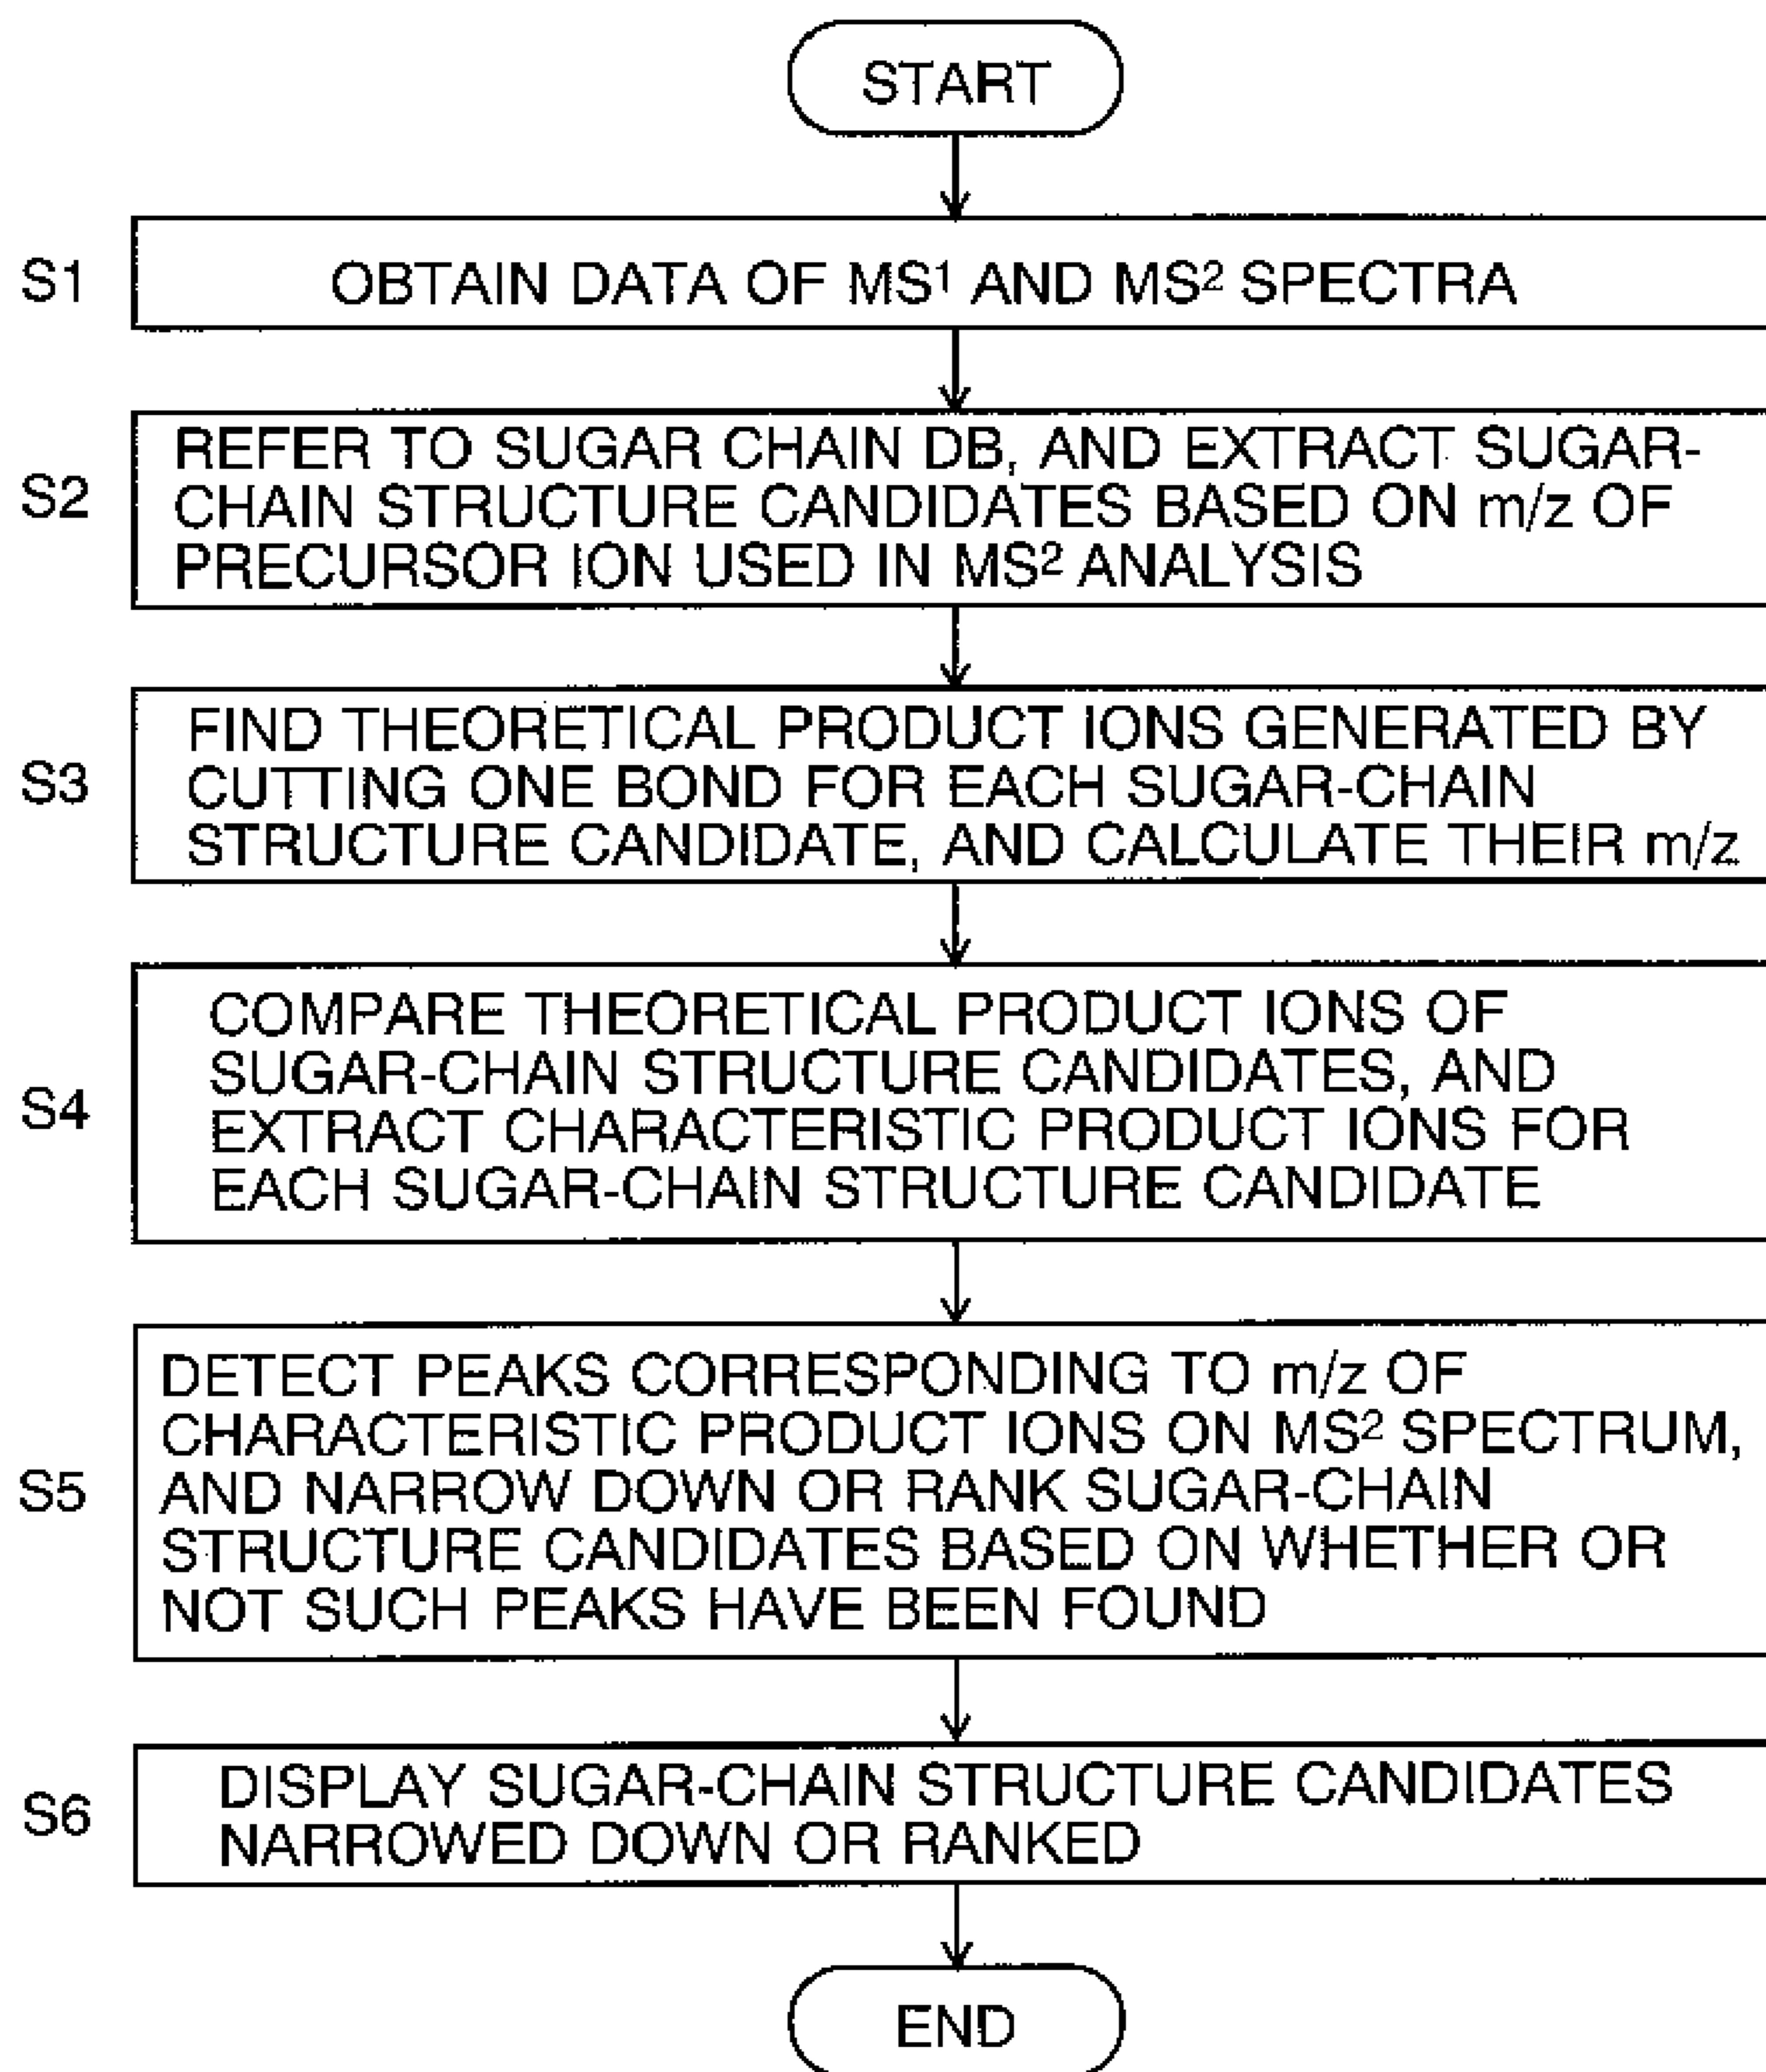 START
S1
OBTAIN DATA OF MS¹ AND MS² SPECTRA
S2
REFER TO SUGAR CHAIN DB, AND EXTRACT SUGAR-
CHAIN STRUCTURE CANDIDATES BASED ON m/z OF
PRECURSOR ION USED IN MS² ANALYSIS
S3
FIND THEORETICAL PRODUCT IONS GENERATED BY
CUTTING ONE BOND FOR EACH SUGAR-CHAIN
STRUCTURE CANDIDATE, AND CALCULATE THEIR m/z
S4
COMPARE THEORETICAL PRODUCT IONS OF
SUGAR-CHAIN STRUCTURE CANDIDATES, AND
EXTRACT CHARACTERISTIC PRODUCT IONS FOR
EACH SUGAR-CHAIN STRUCTURE CANDIDATE
S5
DETECT PEAKS CORRESPONDING TO m/z OF
CHARACTERISTIC PRODUCT IONS ON MS² SPECTRUM,
AND NARROW DOWN OR RANK SUGAR-CHAIN
STRUCTURE CANDIDATES BASED ON WHETHER OR
NOT SUCH PEAKS HAVE BEEN FOUND
S6
DISPLAY SUGAR-CHAIN STRUCTURE CANDIDATES
NARROWED DOWN OR RANKED
END